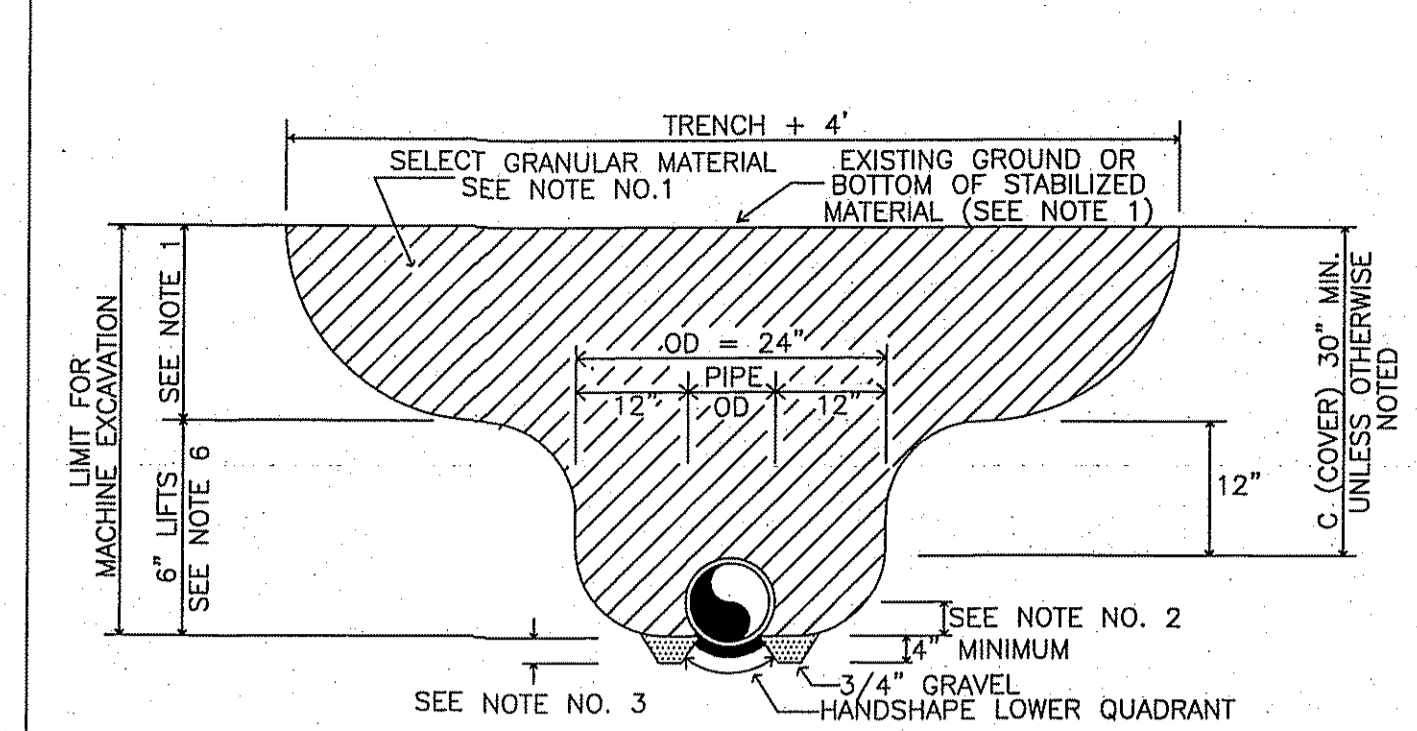 TRENCH + 4'
SELECT GRANULAR MATERIAL
SEE NOTE NO.1
EXISTING GROUND OR
BOTTOM OF STABILIZED
MATERIAL (SEE NOTE 1)
LIMIT FOR
MACHINE EXCAVATION
SEE NOTE 1
6" LIFTS
SEE NOTE 6
OD = 24"
PIPE
12" OD 12"
12"
C (COVER) 30" MIN.
UNLESS OTHERWISE
NOTED
SEE NOTE NO. 2
4" MINIMUM
3/4" GRAVEL
HANDSHAPE LOWER QUADRANT
SEE NOTE NO. 3